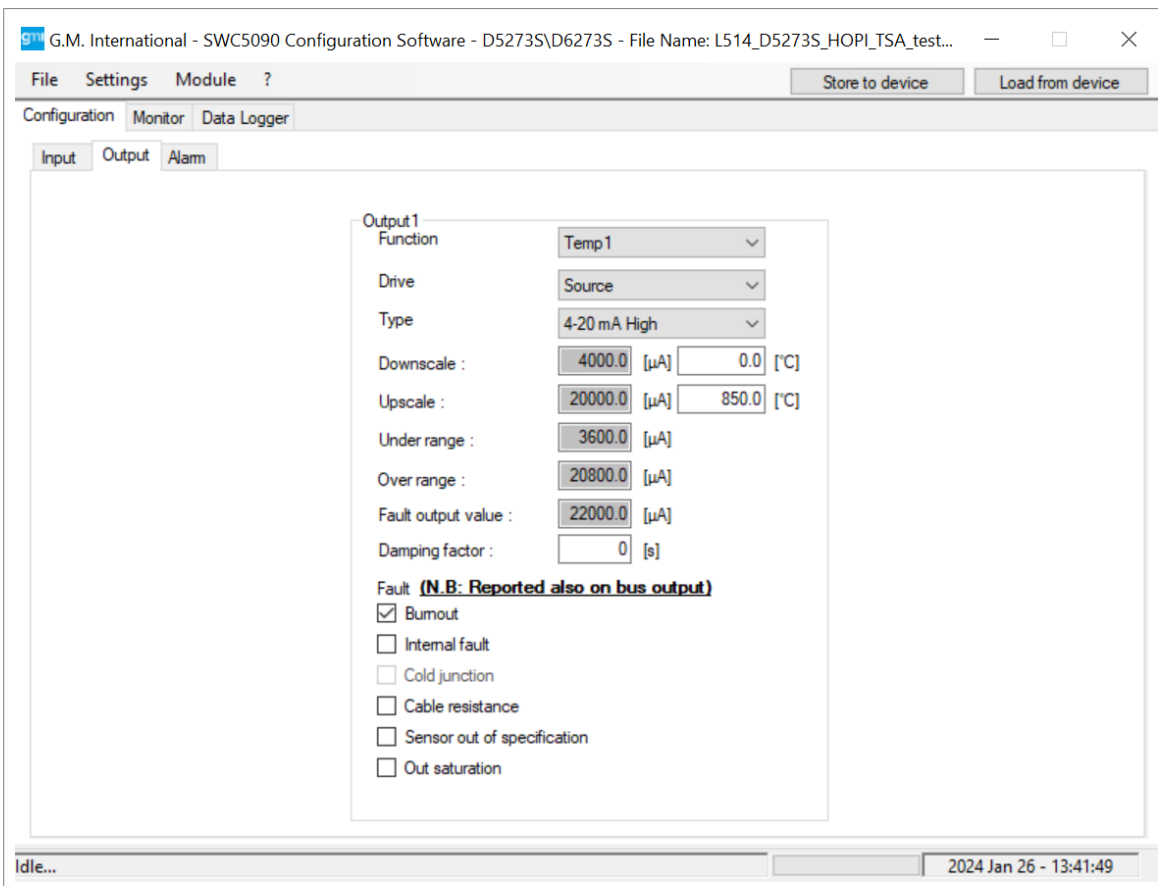 gmi G.M. International - SWC5090 Configuration Software - D5273S\D6273S - File Name: L514_D5273S_HOPI_TSA_test...
File Settings Module ? Store to device Load from device
Configuration Monitor Data Logger
Input Output Alarm
Output1
Function Temp1
Drive Source
Type 4-20 mA High
Downscale : 4000.0 [µA] 0.0 [°C]
Upscale : 20000.0 [µA] 850.0 [°C]
Under range : 3600.0 [µA]
Over range : 20800.0 [µA]
Fault output value : 22000.0 [µA]
Damping factor : 0 [s]
Fault (N.B: Reported also on bus output)
Burnout
Internal fault
Cold junction
Cable resistance
Sensor out of specification
Out saturation
Idle... 2024 Jan 26 - 13:41:49